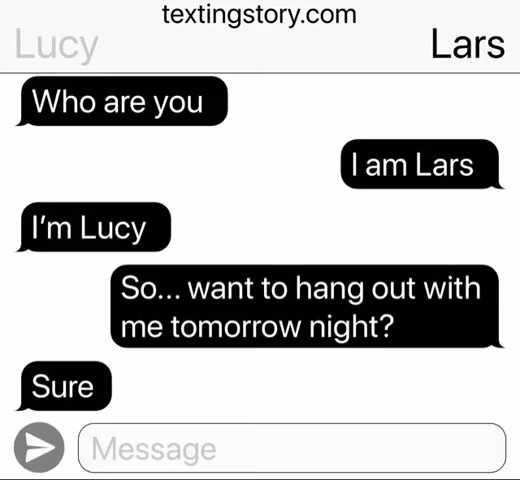 textingstory.com
Lucy
Lars
Who are you
I am Lars
I'm Lucy
So... want to hang out with
me tomorrow night?
Sure
Message